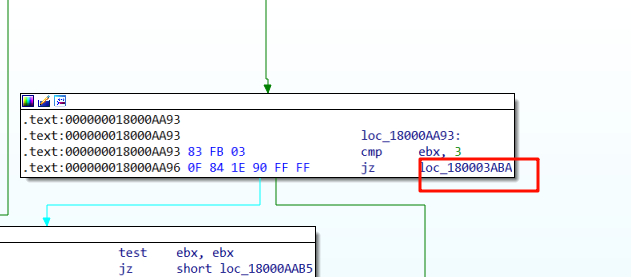 .text:000000018000AA93
.text:000000018000AA93 loc_18000AA93:
.text:000000018000AA93 83 FB 03 cmp ebx, 3
.text:000000018000AA96 0F 84 1E 90 FF FF jz loc_180003ABA
test ebx, ebx
jz short loc_18000AAB5